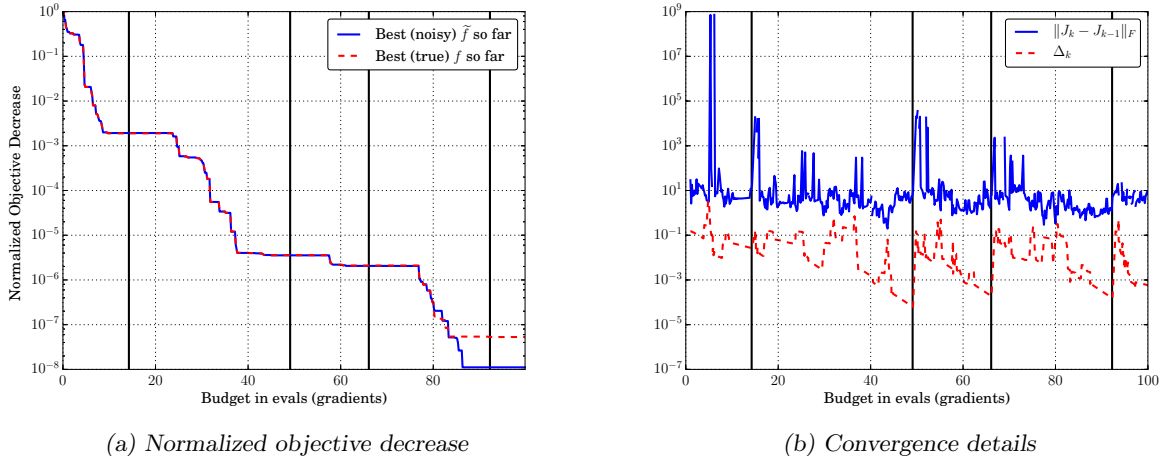 10^0
10^{-1}
10^{-2}
10^{-3}
10^{-4}
10^{-5}
10^{-6}
10^{-7}
10^{-8}
Normalized Objective Decrease
Best (noisy) \tilde{f} so far
Best (true) f so far
0 20 40 60 80
Budget in evals (gradients)
(a) Normalized objective decrease
10^9
10^7
10^5
10^3
10^1
10^{-1}
10^{-3}
10^{-5}
10^{-7}
‖J_k − J_{k−1}‖_F
Δ_k
0 20 40 60 80 100
Budget in evals (gradients)
(b) Convergence details